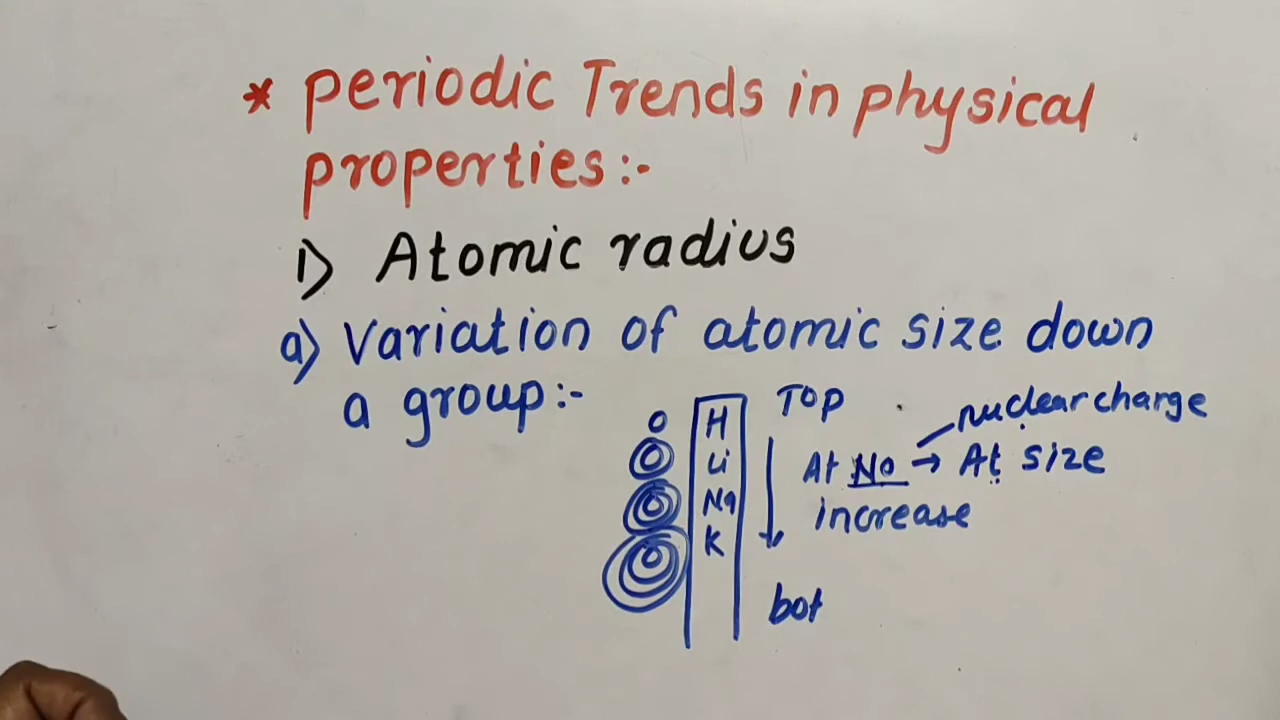 * Periodic Trends in physical
properties:-
1) Atomic radius
a) Variation of atomic size down
a group:-
TOP
nuclear charge
H
Li
Na
K
At No → At size
increase
bot